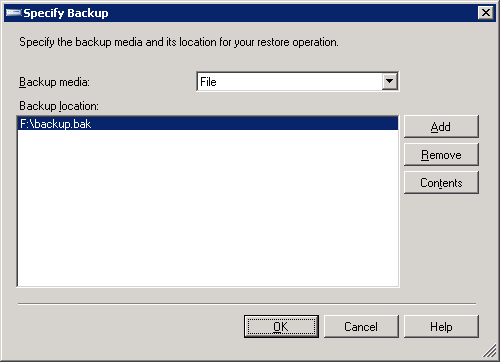 Specify Backup
Specify the backup media and its location for your restore operation.
Backup media:
File
Backup location:
F:\backup.bak
Add
Remove
Contents
OK
Cancel
Help